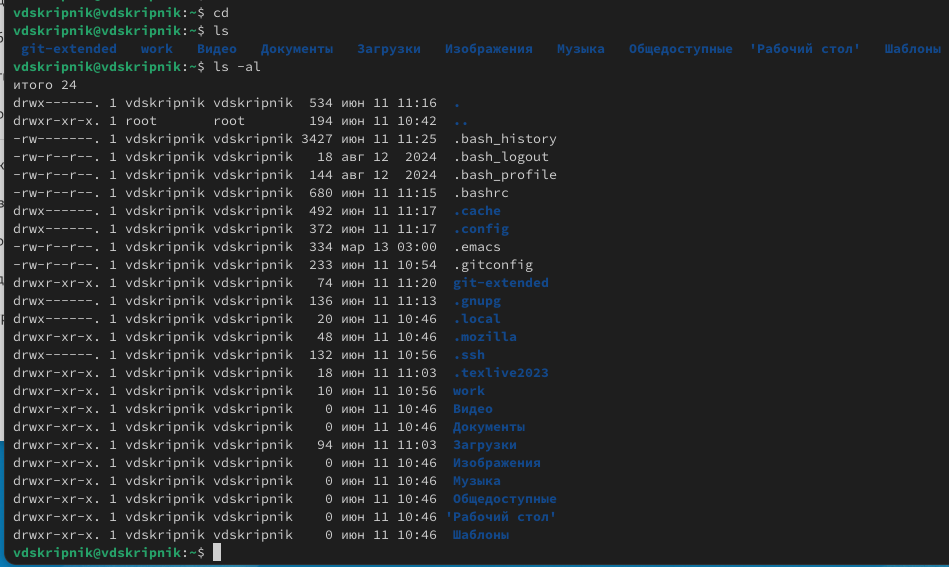 vdskripnik@vdskripnik:~$ cd
vdskripnik@vdskripnik:~$ ls
git-extended work Видео Документы Загрузки Изображения Музыка Общедоступные 'Рабочий стол' Шаблоны
vdskripnik@vdskripnik:~$ ls -al
итого 24
drwx------. 1 vdskripnik vdskripnik 534 июн 11 11:16 .
drwxr-xr-x. 1 root root 194 июн 11 10:42 ..
-rw-------. 1 vdskripnik vdskripnik 3427 июн 11 11:25 .bash_history
-rw-r--r--. 1 vdskripnik vdskripnik 18 авг 12 2024 .bash_logout
-rw-r--r--. 1 vdskripnik vdskripnik 144 авг 12 2024 .bash_profile
-rw-r--r--. 1 vdskripnik vdskripnik 680 июн 11 11:15 .bashrc
drwx------. 1 vdskripnik vdskripnik 492 июн 11 11:17 .cache
drwx------. 1 vdskripnik vdskripnik 372 июн 11 11:17 .config
-rw-r--r--. 1 vdskripnik vdskripnik 334 мар 13 03:00 .emacs
-rw-r--r--. 1 vdskripnik vdskripnik 233 июн 11 10:54 .gitconfig
drwxr-xr-x. 1 vdskripnik vdskripnik 74 июн 11 11:20 git-extended
drwx------. 1 vdskripnik vdskripnik 136 июн 11 11:13 .gnupg
drwx------. 1 vdskripnik vdskripnik 20 июн 11 10:46 .local
drwxr-xr-x. 1 vdskripnik vdskripnik 48 июн 11 10:46 .mozilla
drwx------. 1 vdskripnik vdskripnik 132 июн 11 10:56 .ssh
drwxr-xr-x. 1 vdskripnik vdskripnik 18 июн 11 11:03 .texlive2023
drwxr-xr-x. 1 vdskripnik vdskripnik 10 июн 11 10:56 work
drwxr-xr-x. 1 vdskripnik vdskripnik 0 июн 11 10:46 Видео
drwxr-xr-x. 1 vdskripnik vdskripnik 0 июн 11 10:46 Документы
drwxr-xr-x. 1 vdskripnik vdskripnik 94 июн 11 11:03 Загрузки
drwxr-xr-x. 1 vdskripnik vdskripnik 0 июн 11 10:46 Изображения
drwxr-xr-x. 1 vdskripnik vdskripnik 0 июн 11 10:46 Музыка
drwxr-xr-x. 1 vdskripnik vdskripnik 0 июн 11 10:46 Общедоступные
drwxr-xr-x. 1 vdskripnik vdskripnik 0 июн 11 10:46 'Рабочий стол'
drwxr-xr-x. 1 vdskripnik vdskripnik 0 июн 11 10:46 Шаблоны
vdskripnik@vdskripnik:~$